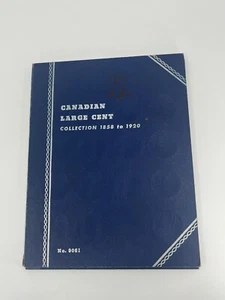 CANADIAN
LARGE CENT
COLLECTION 1858 to 1920
No. 9061